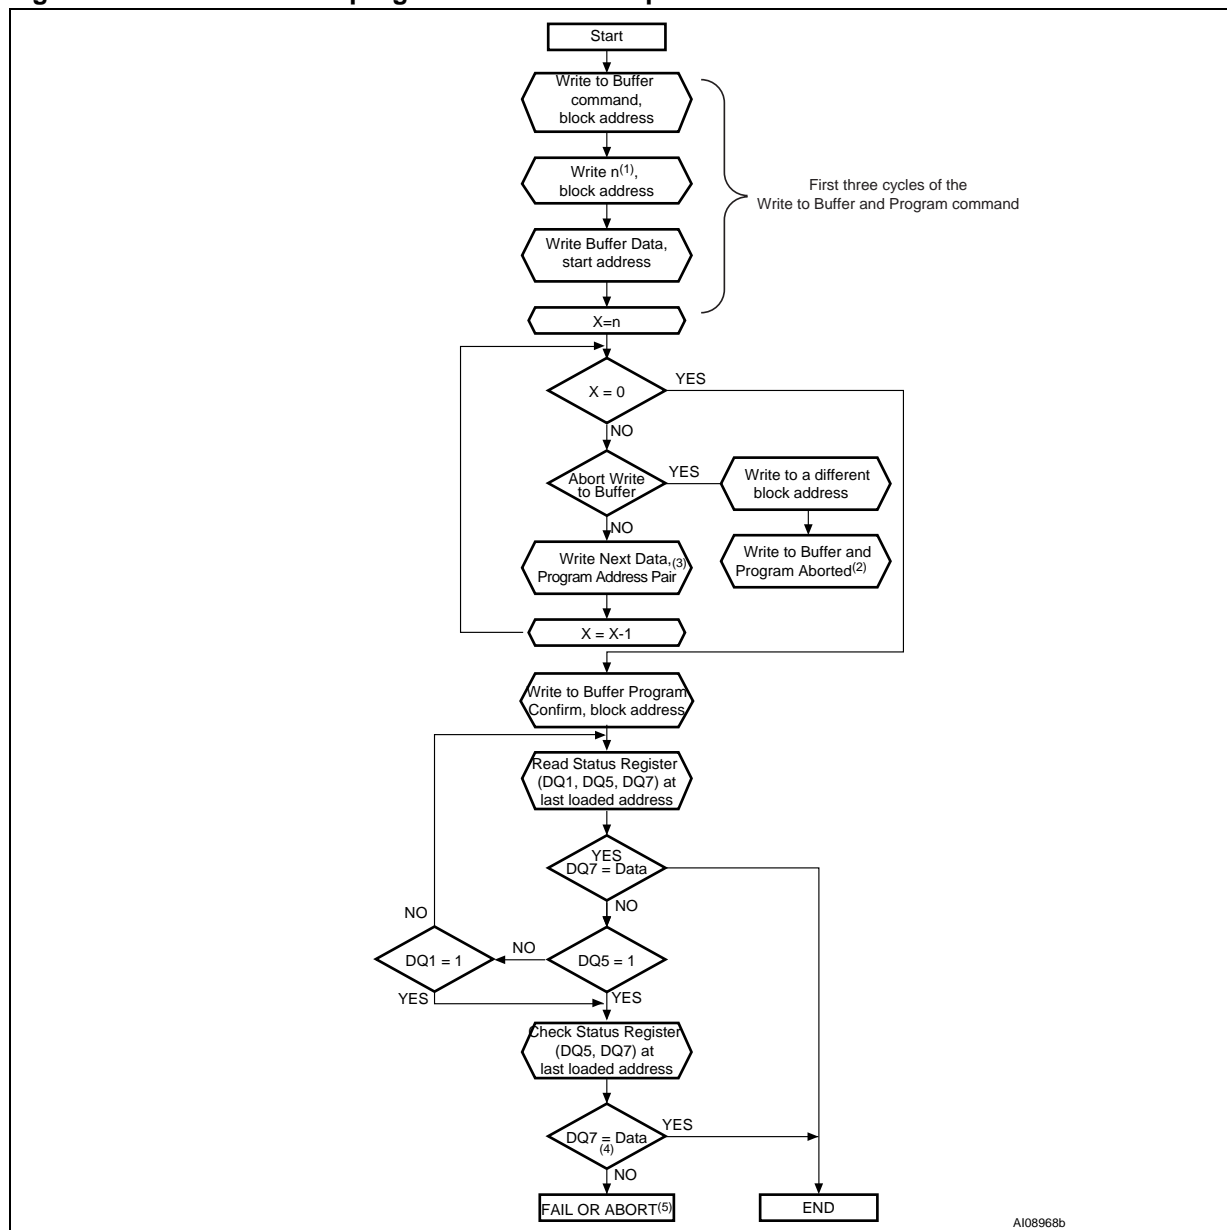 Start
Write to Buffer
command,
block address
Write n(1),
block address
First three cycles of the
Write to Buffer and Program command
Write Buffer Data,
start address
X=n
X = 0
YES
NO
Abort Write
to Buffer
YES
Write to a different
block address
NO
Write Next Data,(3)
Program Address Pair
Write to Buffer and
Program Aborted(2)
X = X-1
Write to Buffer Program
Confirm, block address
Read Status Register
(DQ1, DQ5, DQ7) at
last loaded address
YES
DQ7 = Data
NO
NO
DQ1 = 1
NO
DQ5 = 1
YES
YES
Check Status Register
(DQ5, DQ7) at
last loaded address
DQ7 = Data
(4)
YES
NO
FAIL OR ABORT(5)
END
AI08968b